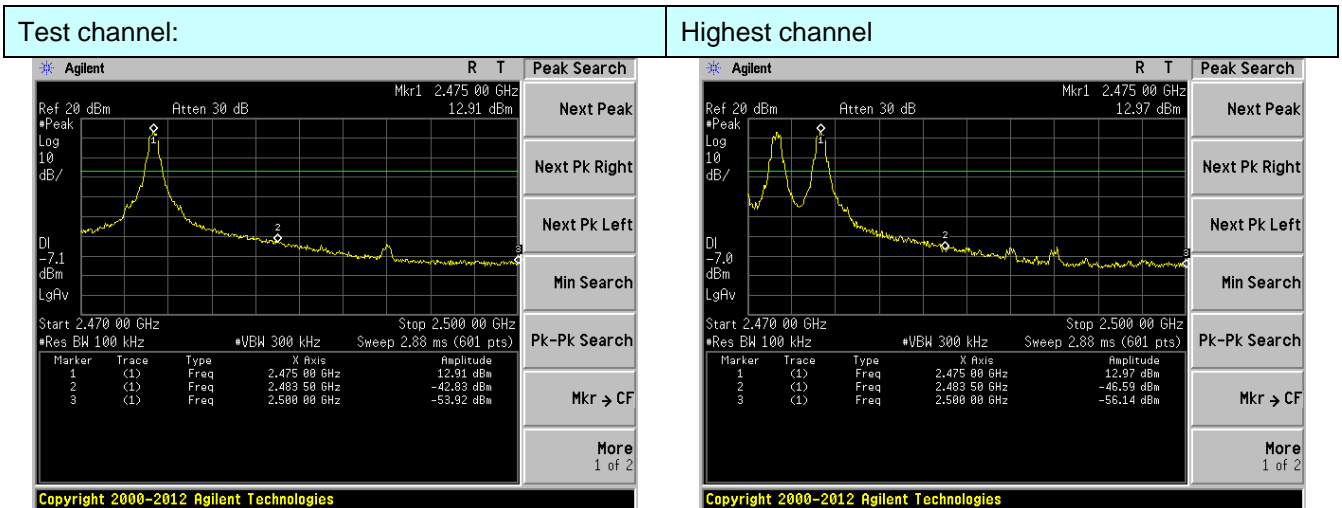 Test channel:
Highest channel
Agilent
R T
Peak Search
Mkr1 2.475 00 GHz
Ref 20 dBm Atten 30 dB 12.91 dBm
#Peak
Log
10
dB/
DI
-7.1
dBm
LgAv
1
2
3
Start 2.470 00 GHz Stop 2.500 00 GHz
#Res BW 100 kHz #VBW 300 kHz Sweep 2.88 ms (601 pts)
Marker Trace Type X Axis Amplitude
1 (1) Freq 2.475 00 GHz 12.91 dBm
2 (1) Freq 2.483 50 GHz -42.83 dBm
3 (1) Freq 2.500 00 GHz -53.92 dBm
Next Peak
Next Pk Right
Next Pk Left
Min Search
Pk-Pk Search
Mkr → CF
More
1 of 2
Copyright 2000-2012 Agilent Technologies
Agilent
R T
Peak Search
Mkr1 2.475 00 GHz
Ref 20 dBm Atten 30 dB 12.97 dBm
#Peak
Log
10
dB/
DI
-7.0
dBm
LgAv
1
2
3
Start 2.470 00 GHz Stop 2.500 00 GHz
#Res BW 100 kHz #VBW 300 kHz Sweep 2.88 ms (601 pts)
Marker Trace Type X Axis Amplitude
1 (1) Freq 2.475 00 GHz 12.97 dBm
2 (1) Freq 2.483 50 GHz -46.59 dBm
3 (1) Freq 2.500 00 GHz -56.14 dBm
Next Peak
Next Pk Right
Next Pk Left
Min Search
Pk-Pk Search
Mkr → CF
More
1 of 2
Copyright 2000-2012 Agilent Technologies